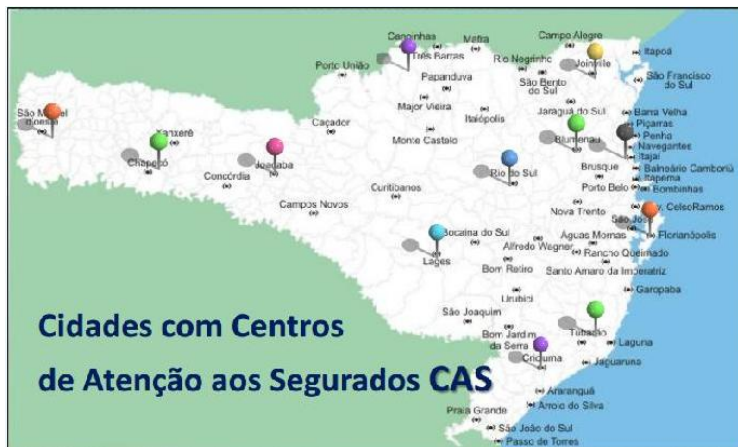 Canoinhas
Mafra
Campo Alegre
Itapoá
Três Barras
Rio Negrinho
Joinville
Porto União
Papanduva
São Bento
do Sul
São Francisco
do Sul
Major Vieira
Itaiópolis
Jaraguá do Sul
Barra Velha
São Miguel
Piçarras
Xanxerê
Caçador
Monte Castelo
Blumenau
Penha
Navegantes
Itajaí
Chapecó
Joaçaba
Rio do Sul
Brusque
Balneário Camboriú
Itapema
Concórdia
Curitibanos
Porto Belo
Bombinhas
Campos Novos
Nova Trento
CelsoRamos
São José
Bocaina do Sul
Águas Mornas
Florianópolis
Lages
Alfredo Wagner
Rancho Queimado
Bom Retiro
Santo Amaro da Imperatriz
Urubici
Garopaba
São Joaquim
Cidades com Centros
Bom Jardim
da Serra
Tubarão
Laguna
de Atenção aos Segurados CAS
Criciúma
Jaguaruna
Araranguá
Arroio do Silva
Praia Grande
São João do Sul
Passo de Torres